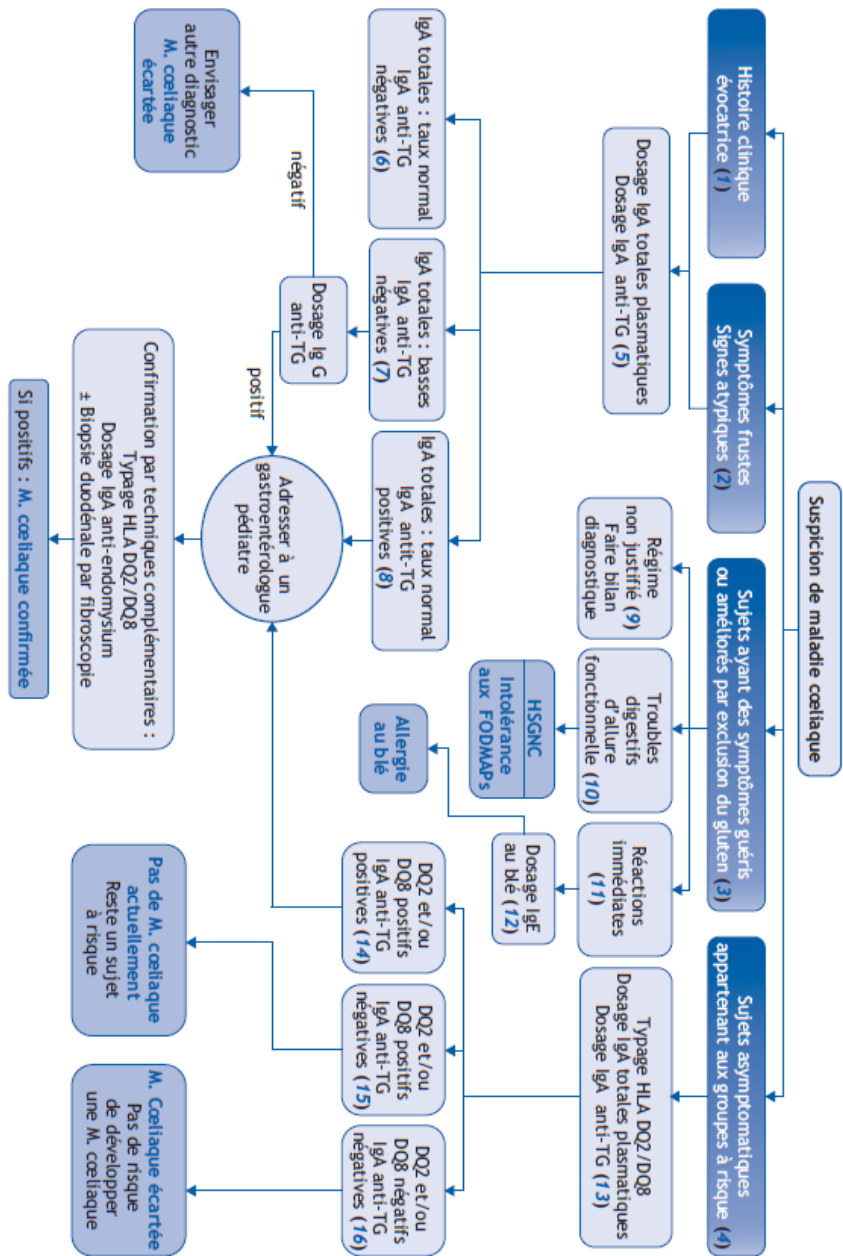 Suspicion de maladie cœliaque
Histoire clinique
évocatrice (1)
Symptômes frustes
Signes atypiques (2)
Sujets ayant des symptômes guéris
ou améliorés par exclusion du gluten (3)
Sujets asymptomatiques
appartenant aux groupes à risque (4)
Dosage IgA totales plasmatiques
Dosage IgA anti-TG (5)
Régime
non justifié (9)
Faire bilan
diagnostique
Troubles
digestifs
d'allure
fonctionnelle (10)
Réactions
immédiates
(11)
Typage HLA DQ2/DQ8
Dosage IgA totales plasmatiques
Dosage IgA anti-TG (13)
HSGNC
Intolérance
aux FODMAPs
Dosage IgE
au blé (12)
Allergie
au blé
IgA totales : taux normal
IgA anti-TG
négatives (6)
IgA totales : basses
IgA anti-TG
négatives (7)
IgA totales : taux normal
IgA antit-TG
positives (8)
DQ2 et/ou
DQ8 positifs
IgA anti-TG
positives (14)
DQ2 et/ou
DQ8 positifs
IgA anti-TG
négatives (15)
DQ2 et/ou
DQ8 négatifs
IgA anti-TG
négatives (16)
Dosage Ig G
anti-TG
négatif
positif
Envisager
autre diagnostic
M. cœliaque
écartée
Adresser à un
gastroentérologue
pédiatre
Pas de M. cœliaque
actuellement
Reste un sujet
à risque
M. Cœliaque écartée
Pas de risque
de développer
une M. cœliaque
Confirmation par techniques complémentaires :
Typage HLA DQ2/DQ8
Dosage IgA anti-endomysium
± Biopsie duodénale par fibroscopie
Si positifs : M. cœliaque confirmée